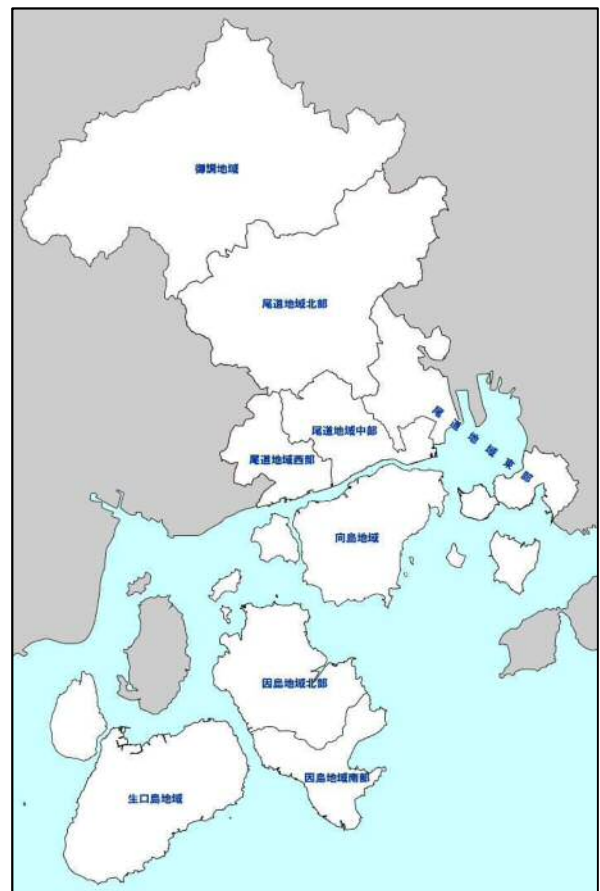 御調地域
尾道地域北部
尾道地域中部
尾道地域東部
尾道地域西部
向島地域
因島地域北部
因島地域南部
生口島地域